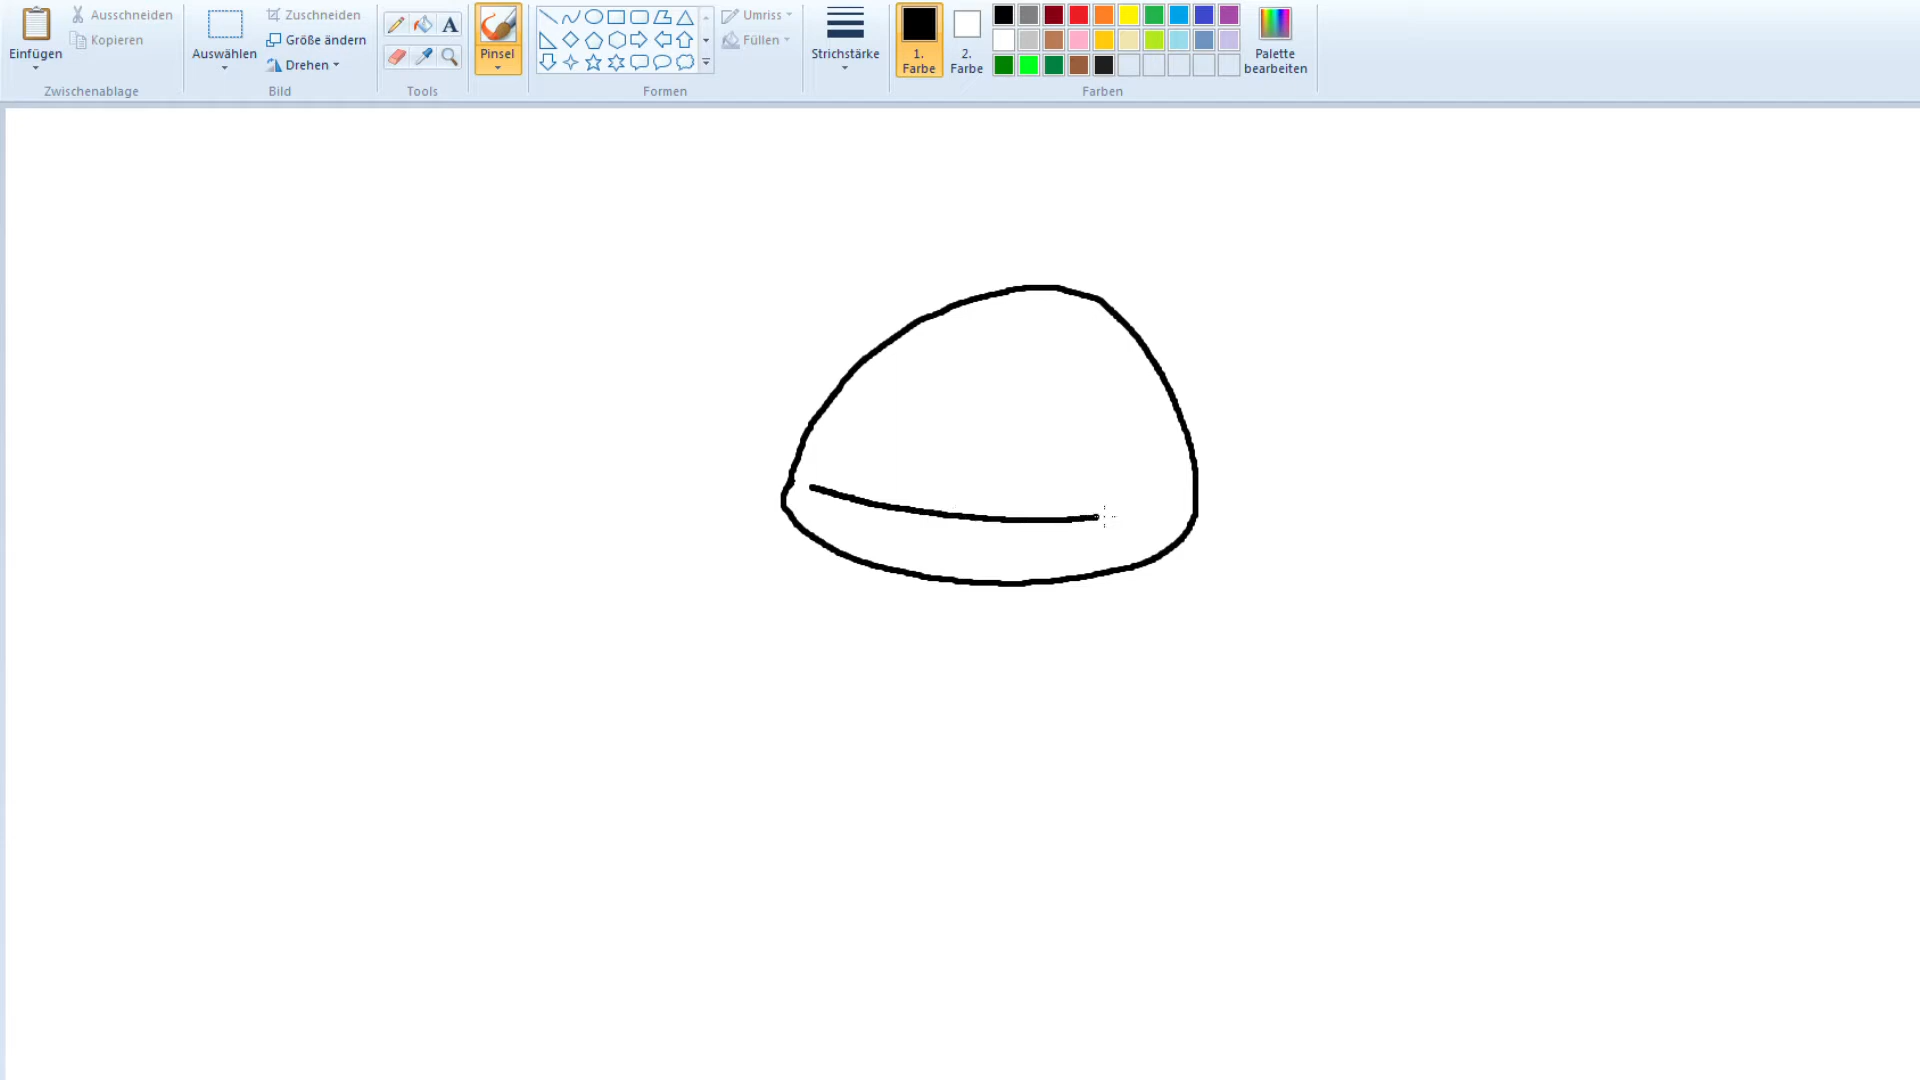 Einfügen
Ausschneiden
Kopieren
Zwischenablage
Auswählen
Zuschneiden
Größe ändern
Drehen
Bild
A
Tools
Pinsel
Formen
Umriss
Füllen
Strichstärke
1.
Farbe
2.
Farbe
Palette
bearbeiten
Farben